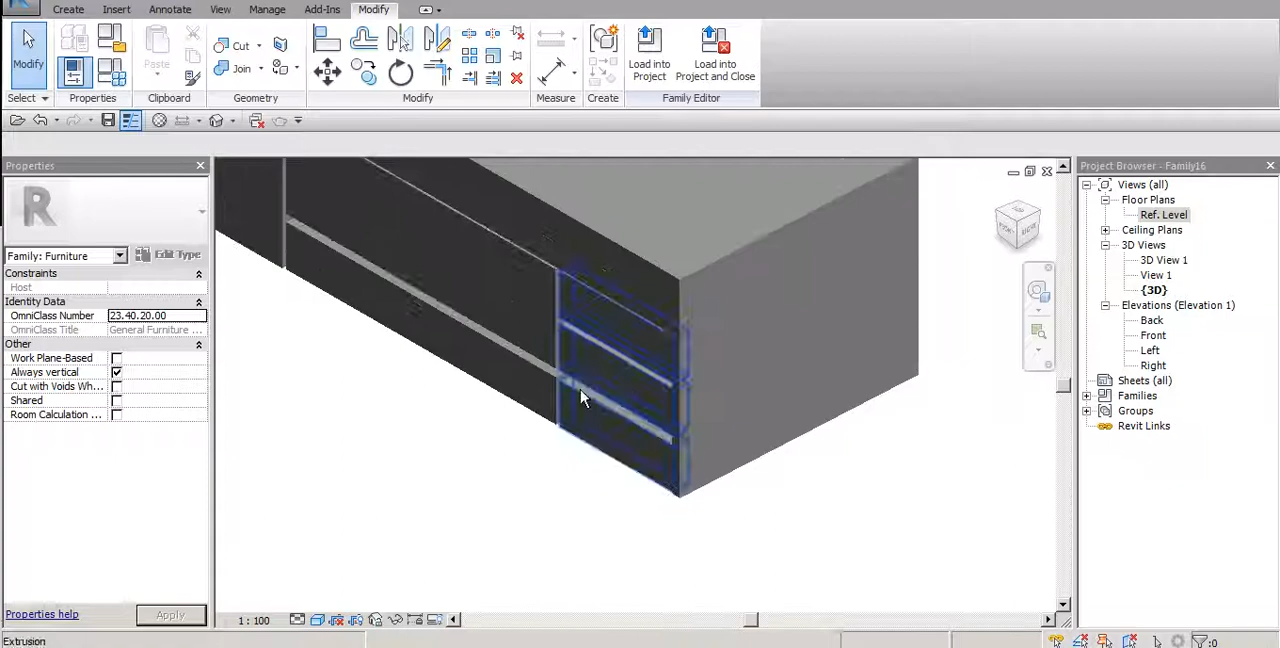 Create Insert Annotate View Manage Add-Ins Modify
Modify
Paste
Cut
Join
Load into Project
Load into Project and Close
Select Properties Clipboard Geometry Modify Measure Create Family Editor
Properties
Family: Furniture Edit Type
Constraints
Host
Identity Data
OmniClass Number 23.40.20.00
OmniClass Title General Furniture ...
Other
Work Plane-Based
Always vertical
Cut with Voids Wh...
Shared
Room Calculation ...
Properties help Apply
1 : 100
Project Browser - Family16
Views (all)
Floor Plans
Ref. Level
Ceiling Plans
3D Views
3D View 1
View 1
{3D}
Elevations (Elevation 1)
Back
Front
Left
Right
Sheets (all)
Families
Groups
Revit Links
Extrusion
:0